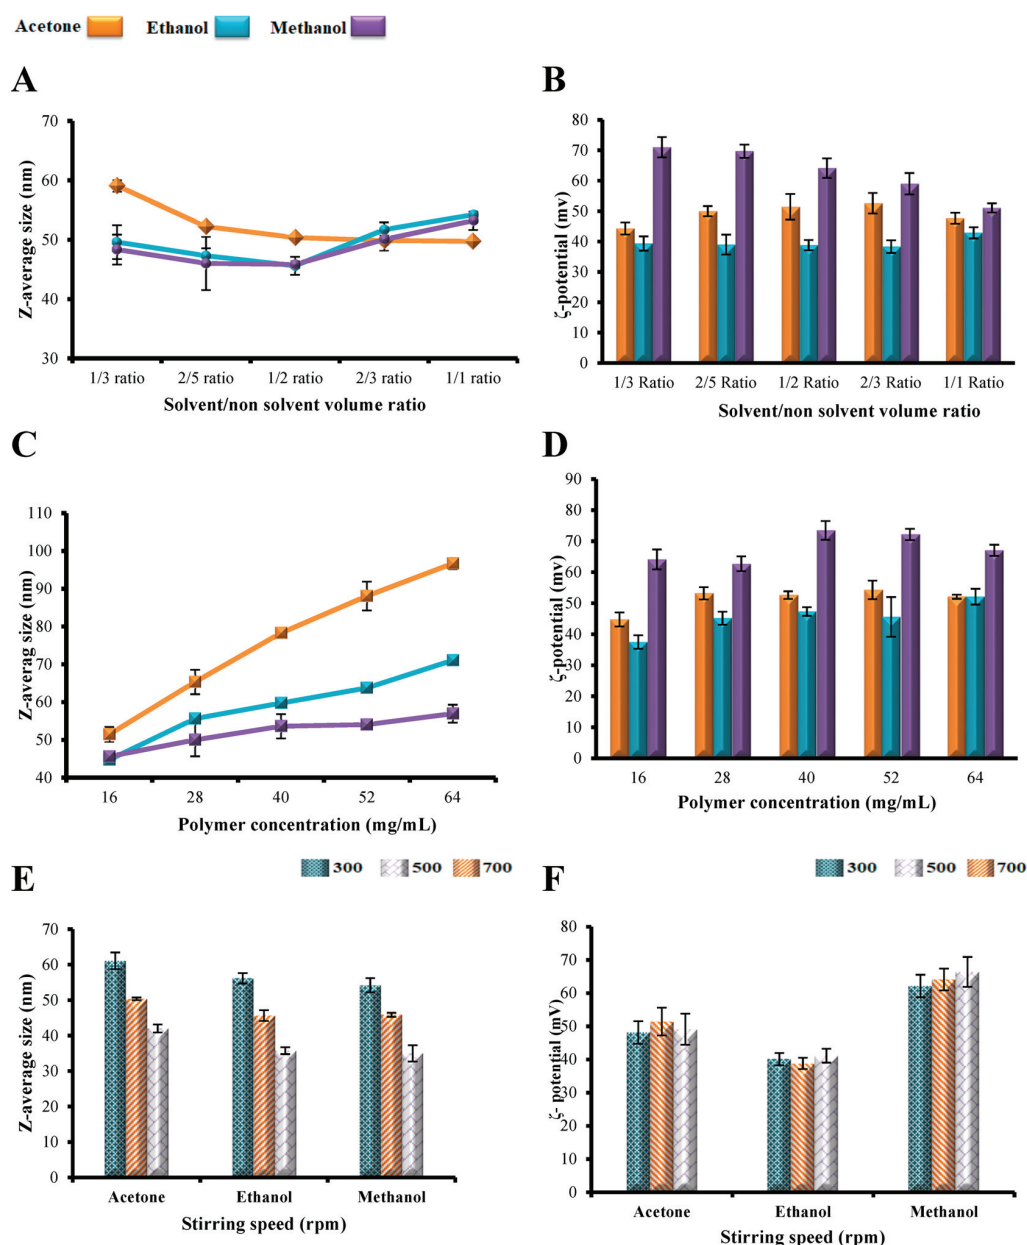 Acetone Ethanol Methanol
A
Z-average size (nm)
70
60
50
40
30
1/3 ratio 2/5 ratio 1/2 ratio 2/3 ratio 1/1 ratio
Solvent/non solvent volume ratio
B
ζ-potential (mv)
80
70
60
50
40
30
20
10
0
1/3 Ratio 2/5 Ratio 1/2 Ratio 2/3 Ratio 1/1 Ratio
Solvent/non solvent volume ratio
C
Z-averag size (nm)
110
100
90
80
70
60
50
40
16 28 40 52 64
Polymer concentration (mg/mL)
D
ζ-potential (mv)
90
80
70
60
50
40
30
20
10
0
16 28 40 52 64
Polymer concentration (mg/mL)
E
300 500 700
Z-average size (nm)
70
60
50
40
30
20
10
0
Acetone Ethanol Methanol
Stirring speed (rpm)
F
300 500 700
ζ- potential (mV)
80
70
60
50
40
30
20
10
0
Acetone Ethanol Methanol
Stirring speed (rpm)